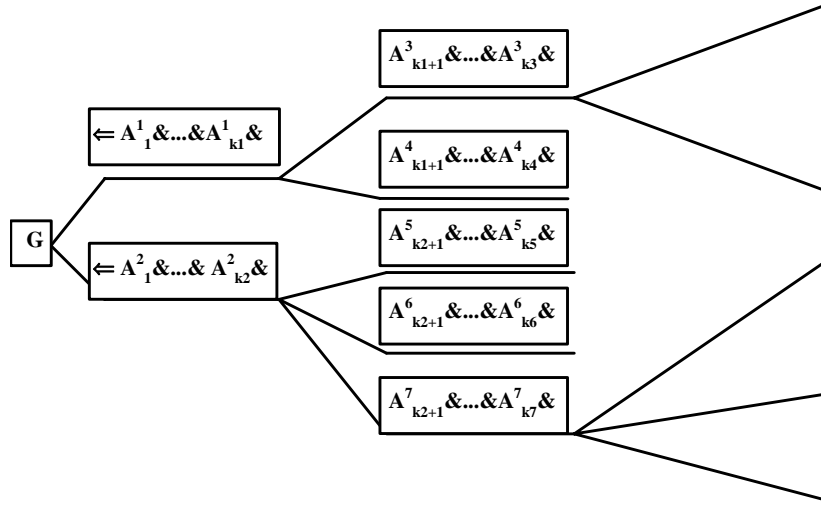 A³ₖ₁₊₁&...&A³ₖ₃&
⇐ A¹₁&...&A¹ₖ₁&
A⁴ₖ₁₊₁&...&A⁴ₖ₄&
G
A⁵ₖ₂₊₁&...&A⁵ₖ₅&
⇐ A²₁&...& A²ₖ₂&
A⁶ₖ₂₊₁&...&A⁶ₖ₆&
A⁷ₖ₂₊₁&...&A⁷ₖ₇&